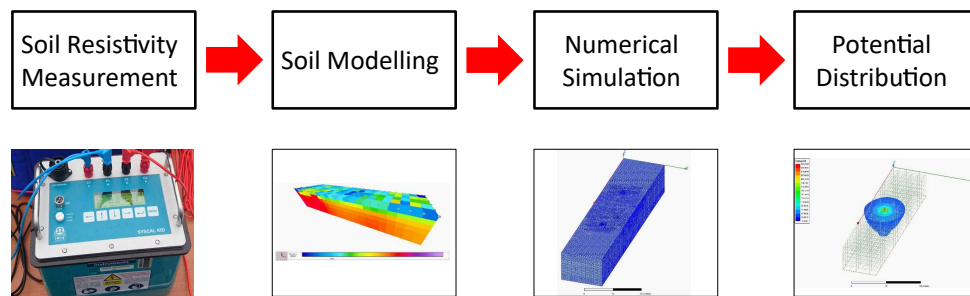 Soil Resistivity
Measurement
Soil Modelling
Numerical
Simulation
Potential
Distribution
SYSCAL KID